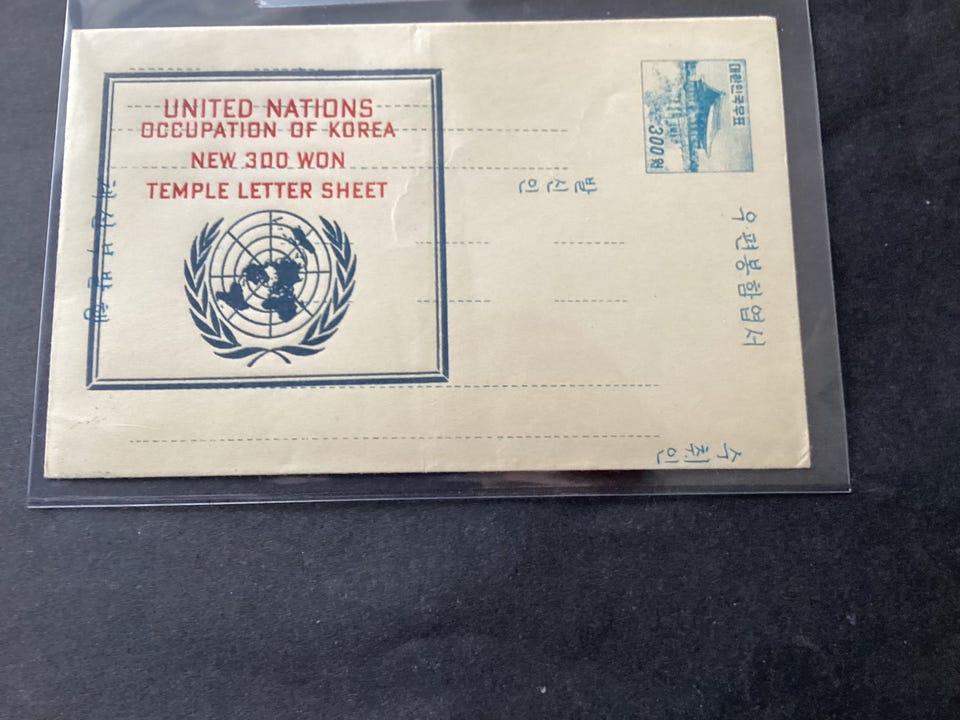 UNITED NATIONS
OCCUPATION OF KOREA
NEW 300 WON
TEMPLE LETTER SHEET
대한민국우표
300원
우편봉함엽서
발신인
수취인